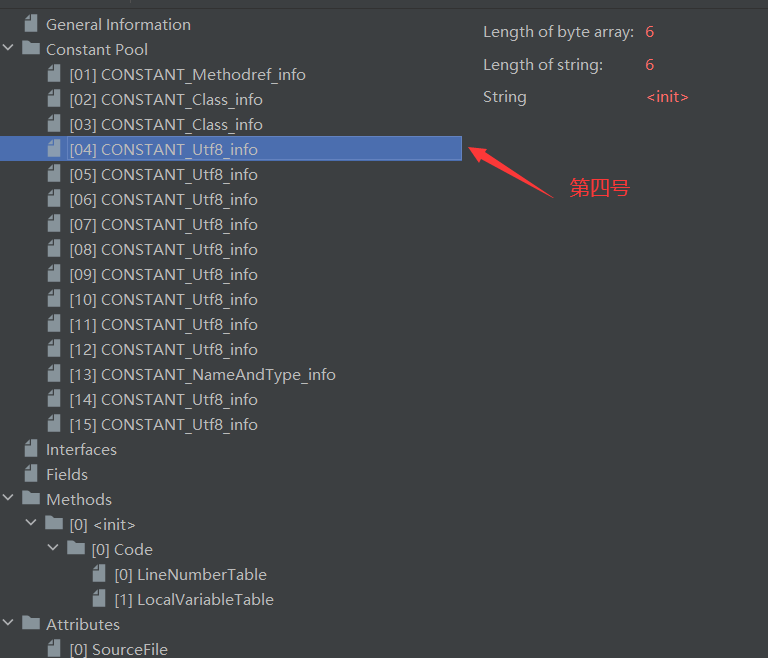 General Information
Constant Pool
[01] CONSTANT_Methodref_info
[02] CONSTANT_Class_info
[03] CONSTANT_Class_info
[04] CONSTANT_Utf8_info
[05] CONSTANT_Utf8_info
[06] CONSTANT_Utf8_info
[07] CONSTANT_Utf8_info
[08] CONSTANT_Utf8_info
[09] CONSTANT_Utf8_info
[10] CONSTANT_Utf8_info
[11] CONSTANT_Utf8_info
[12] CONSTANT_Utf8_info
[13] CONSTANT_NameAndType_info
[14] CONSTANT_Utf8_info
[15] CONSTANT_Utf8_info
Interfaces
Fields
Methods
[0] <init>
[0] Code
[0] LineNumberTable
[1] LocalVariableTable
Attributes
[0] SourceFile
Length of byte array: 6
Length of string: 6
String <init>
第四号